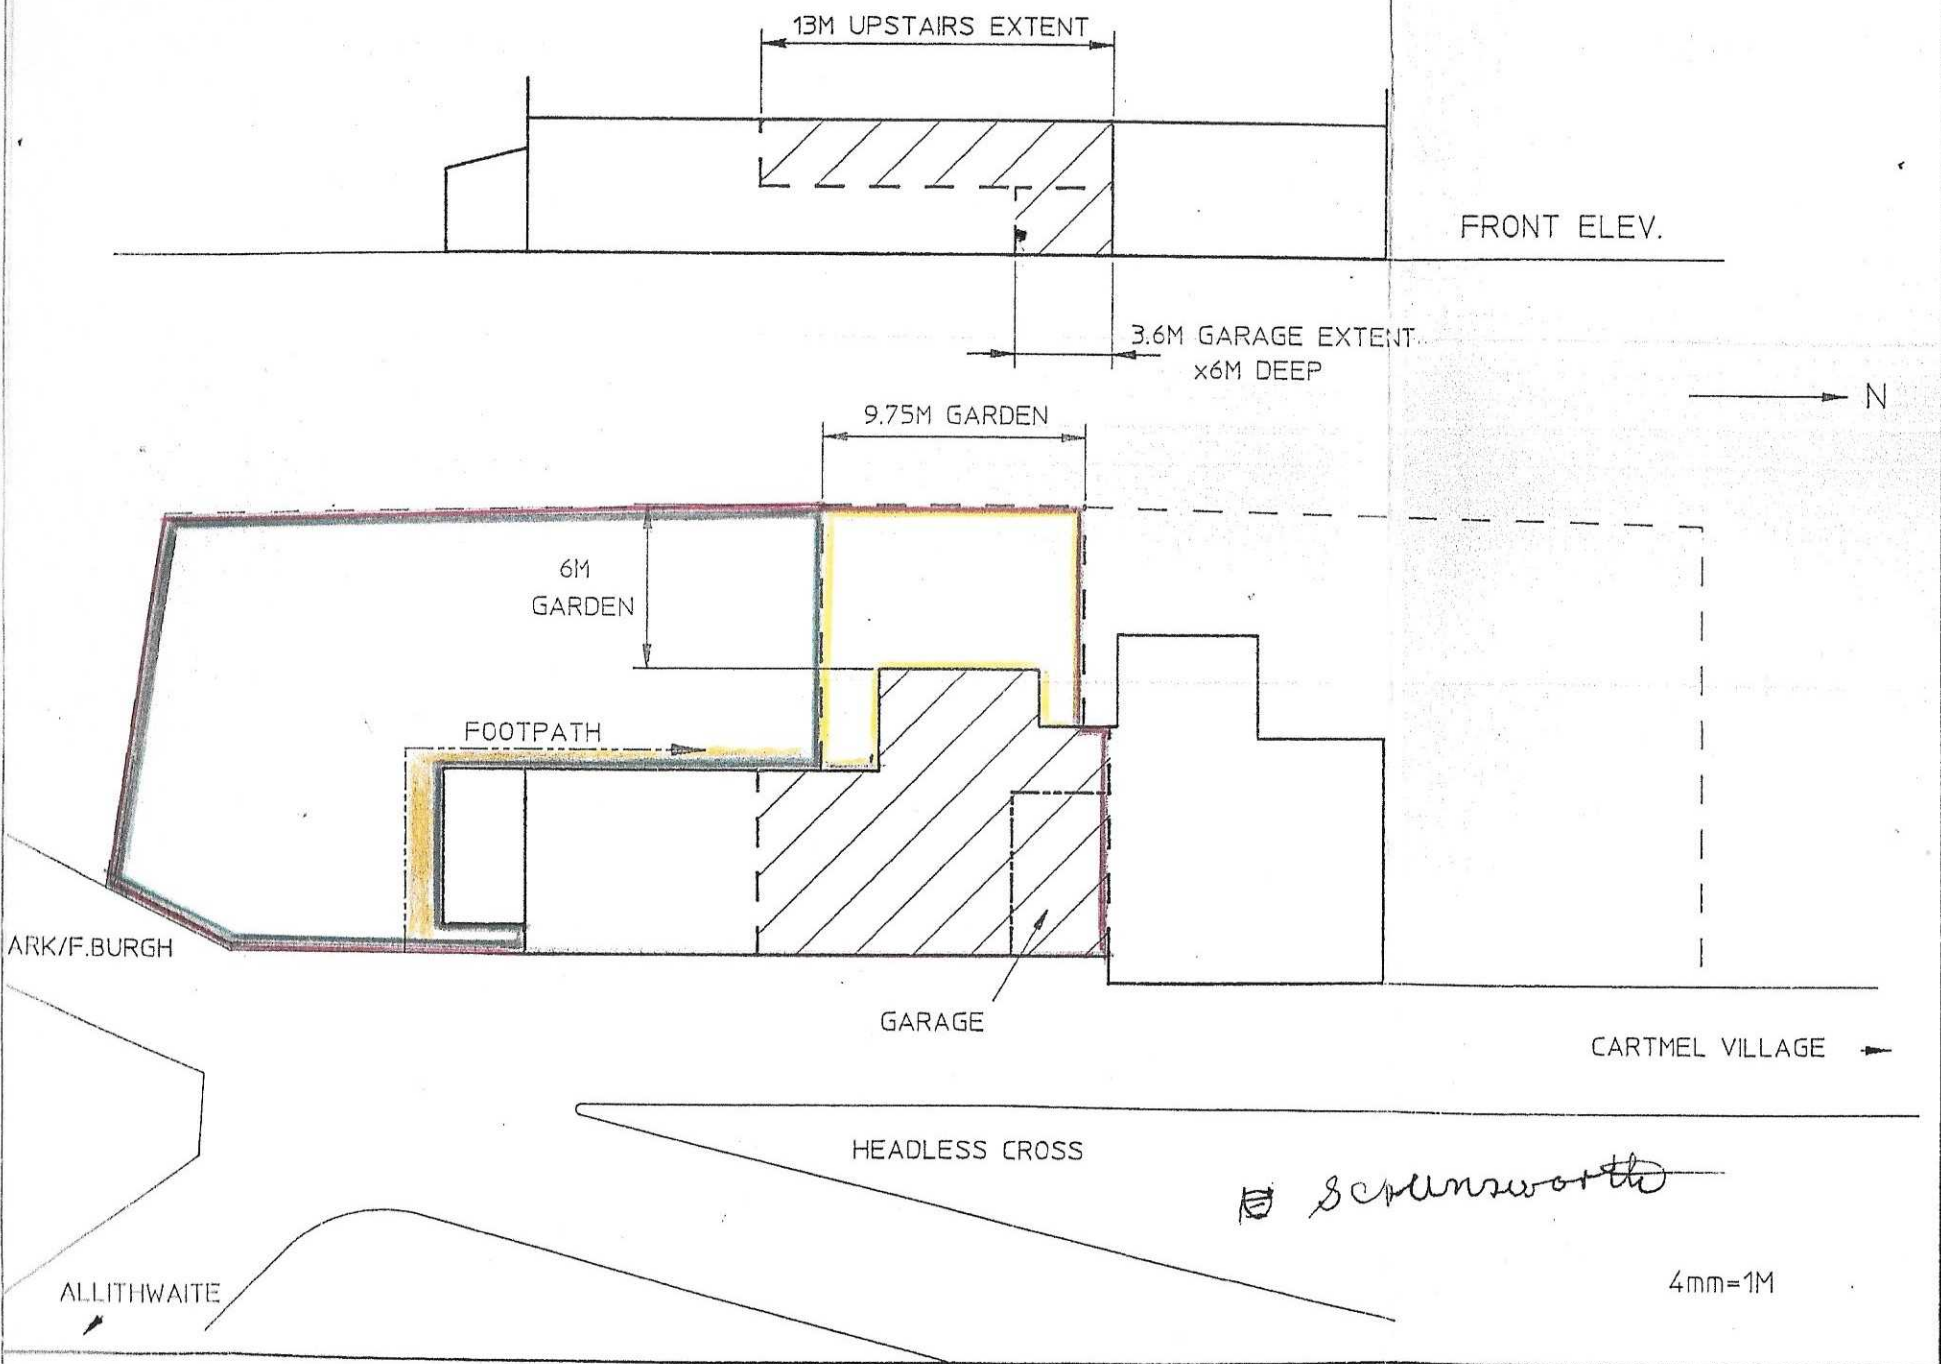 13M UPSTAIRS EXTENT
FRONT ELEV.
3.6M GARAGE EXTENT
x6M DEEP
N
9.75M GARDEN
6M
GARDEN
FOOTPATH
ARK/F.BURGH
GARAGE
CARTMEL VILLAGE
HEADLESS CROSS
4mm=1M
ALLITHWAITE